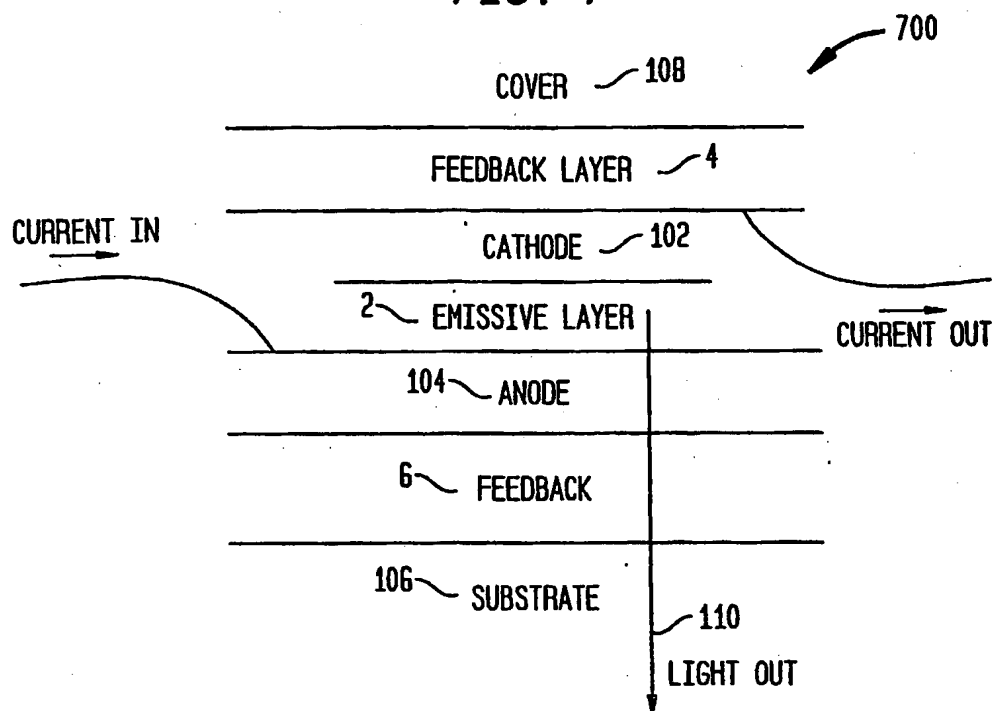 700
COVER 108
FEEDBACK LAYER 4
CURRENT IN
CATHODE 102
2 EMISSIVE LAYER
CURRENT OUT
104 ANODE
6 FEEDBACK
106 SUBSTRATE
110
LIGHT OUT